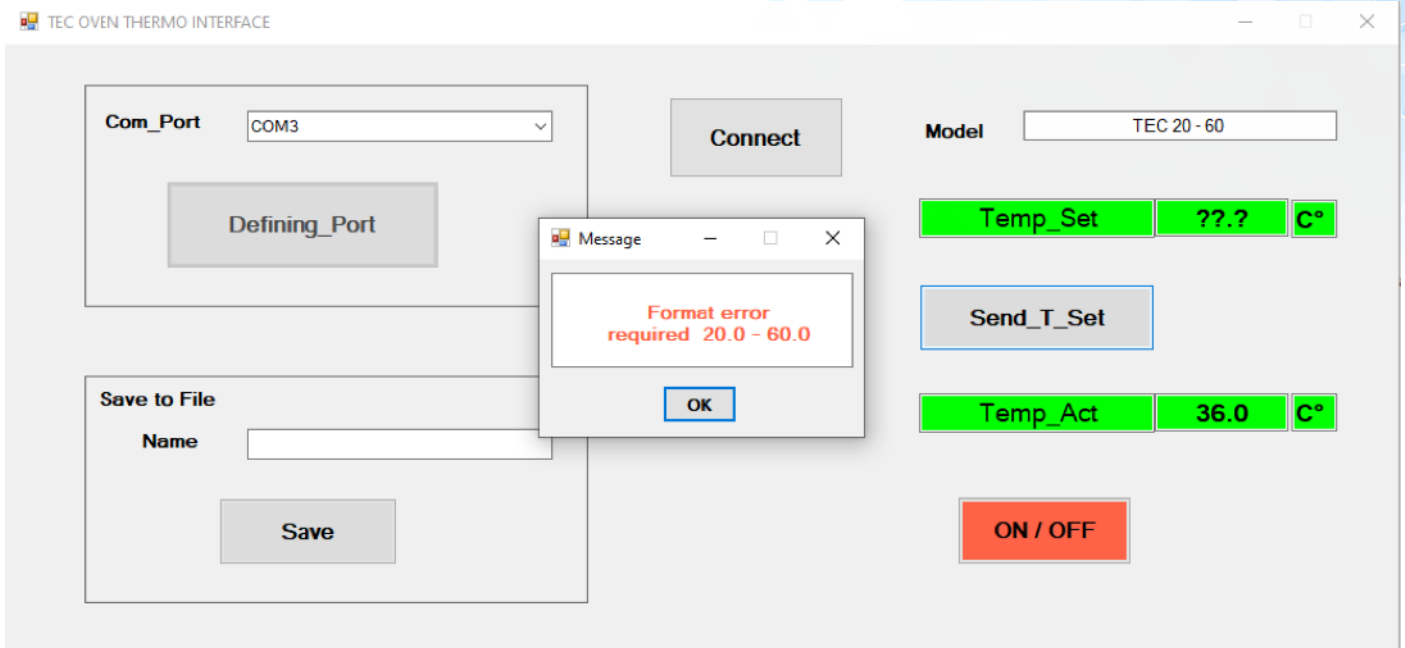 TEC OVEN THERMO INTERFACE
Com_Port
COM3
Defining_Port
Connect
Model
TEC 20 - 60
Temp_Set
??.?
C°
Send_T_Set
Message
Format error
required 20.0 - 60.0
OK
Save to File
Name
Save
Temp_Act
36.0
C°
ON / OFF